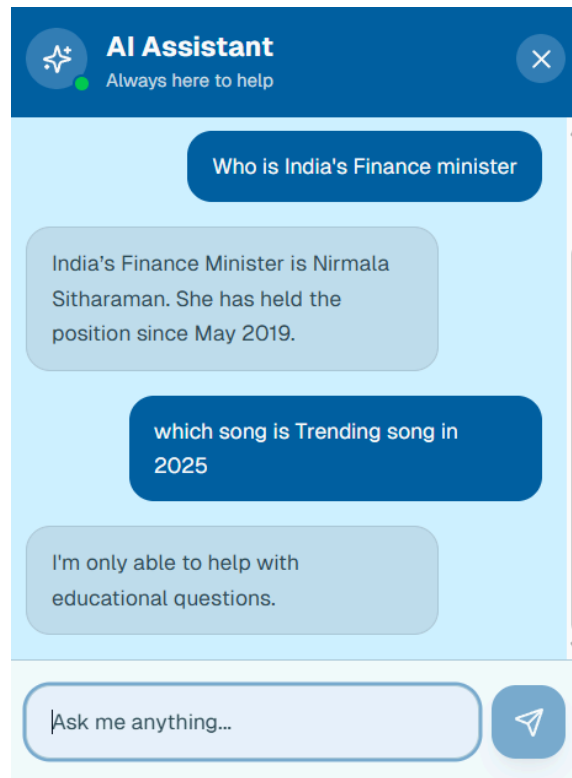 AI Assistant
Always here to help
Who is India's Finance minister
India’s Finance Minister is Nirmala
Sitharaman. She has held the
position since May 2019.
which song is Trending song in
2025
I'm only able to help with
educational questions.
Ask me anything...